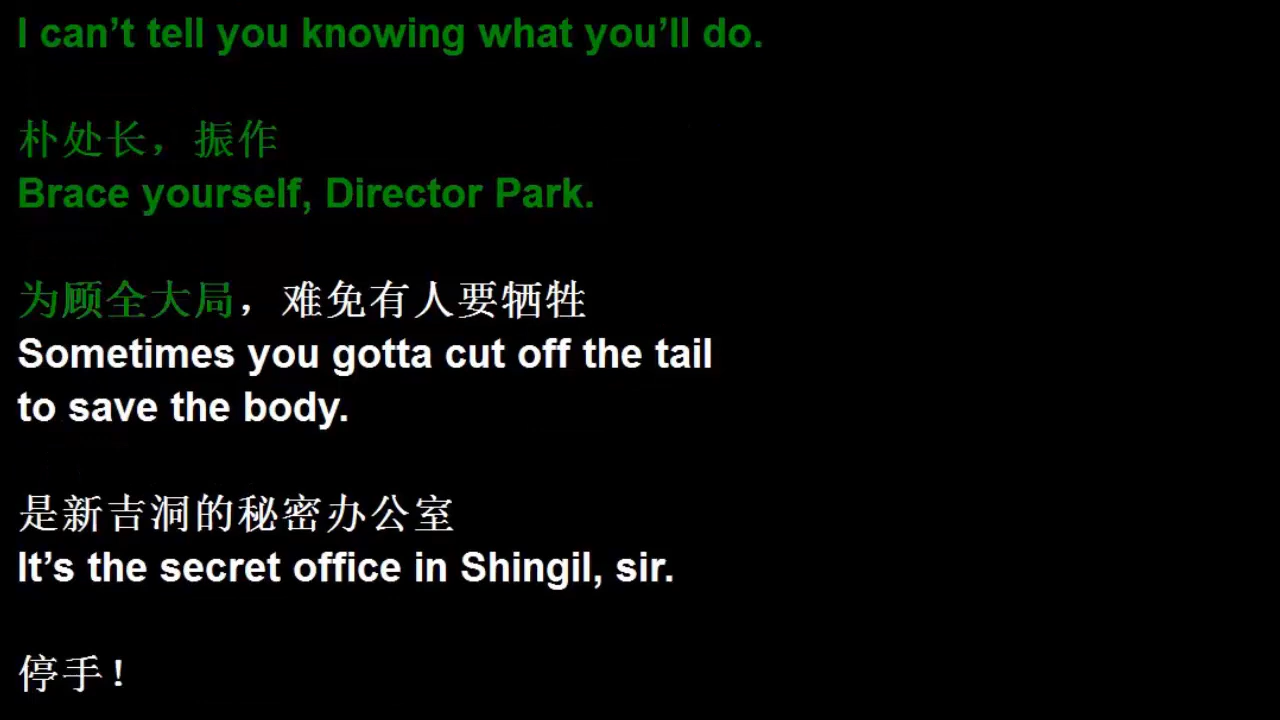 I can’t tell you knowing what you’ll do.
朴处长，振作
Brace yourself, Director Park.
为顾全大局，难免有人要牺牲
Sometimes you gotta cut off the tail
to save the body.
是新吉洞的秘密办公室
It’s the secret office in Shingil, sir.
停手！